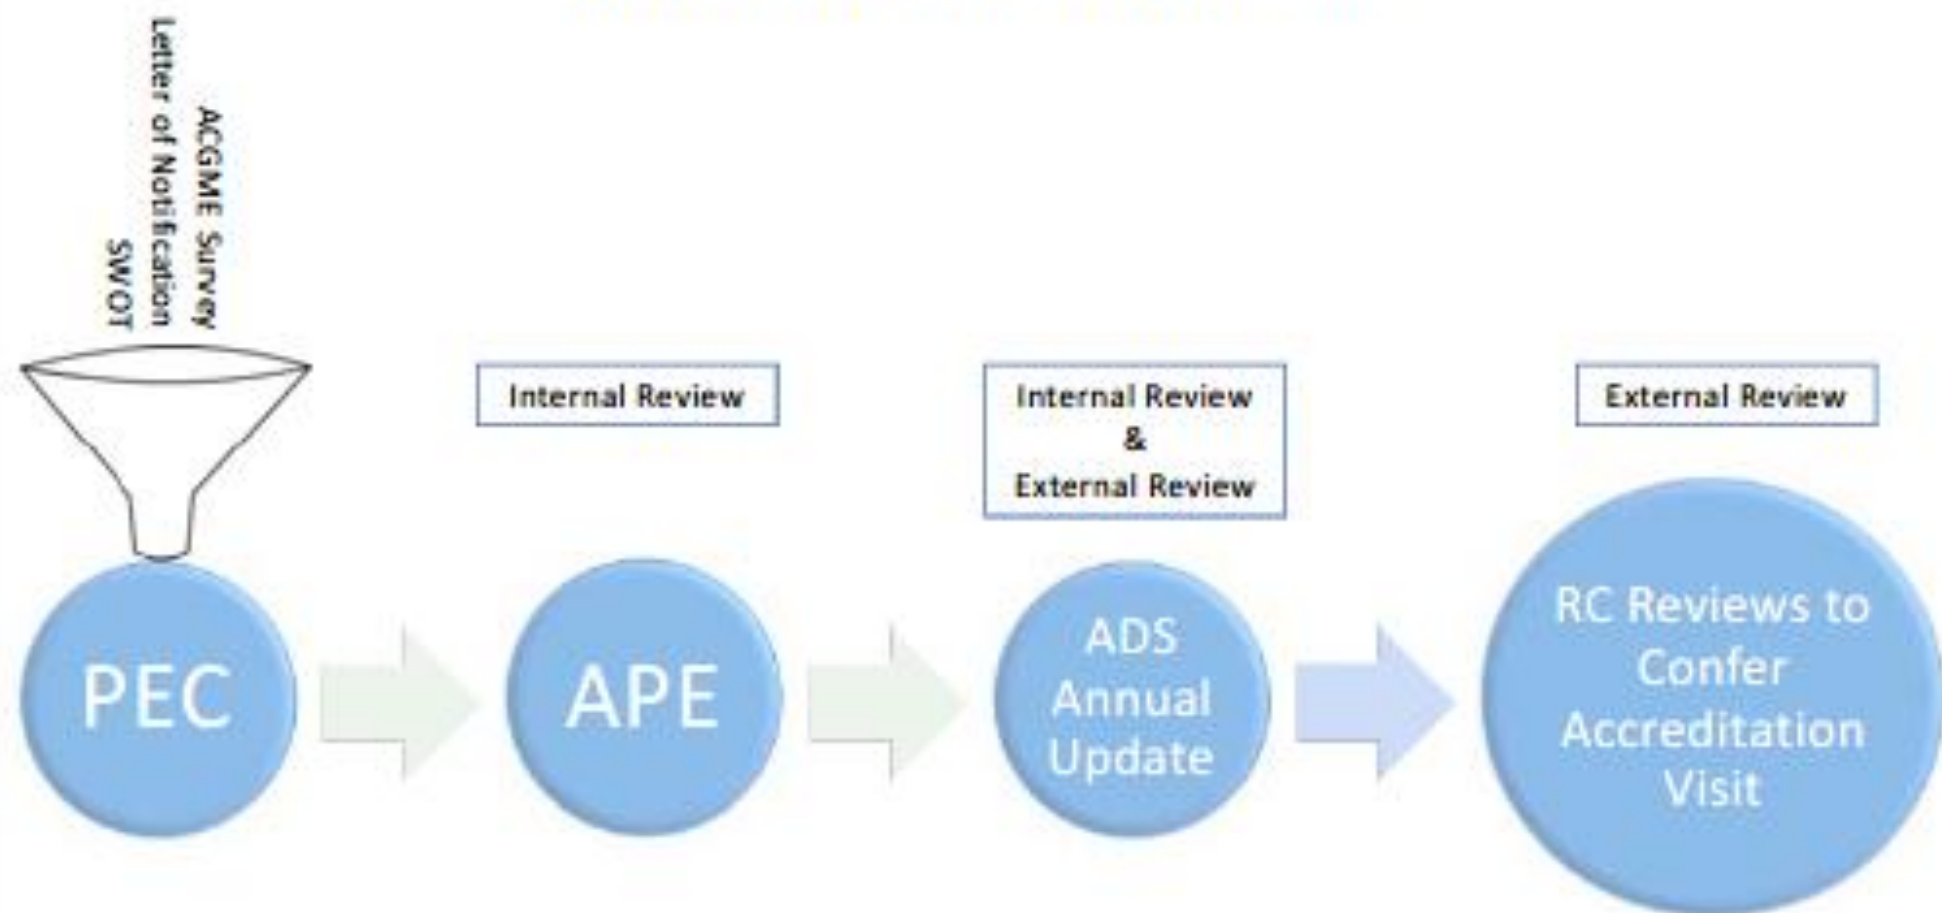 SWOT
Letter of Notification
ACGME Survey
Internal Review
Internal Review
&
External Review
External Review
PEC
APE
ADS
Annual
Update
RC Reviews to
Confer
Accreditation
Visit